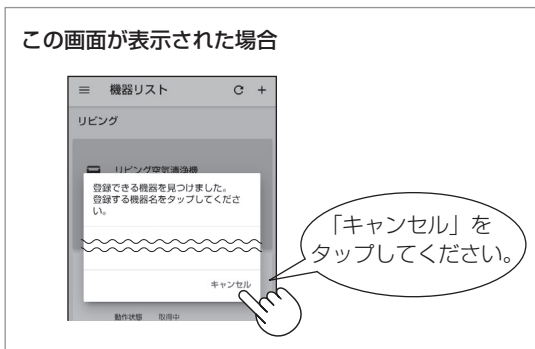 この画面が表示された場合
≡ 機器リスト C +
リビング
リビング空気清浄機
登録できる機器を見つけました。
登録する機器名をタップしてくださ
い。
キャンセル
「キャンセル」を
タップしてください。
動作状態 取得中